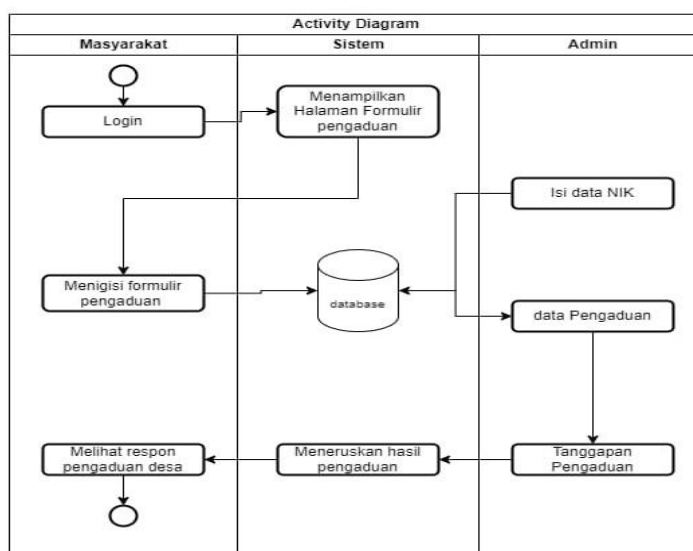 Activity Diagram
Masyarakat
Sistem
Admin
Login
Menampilkan
Halaman Formulir
pengaduan
Isi data NIK
Menigisi formulir
pengaduan
database
data Pengaduan
Melihat respon
pengaduan desa
Meneruskan hasil
pengaduan
Tanggapan
Pengaduan